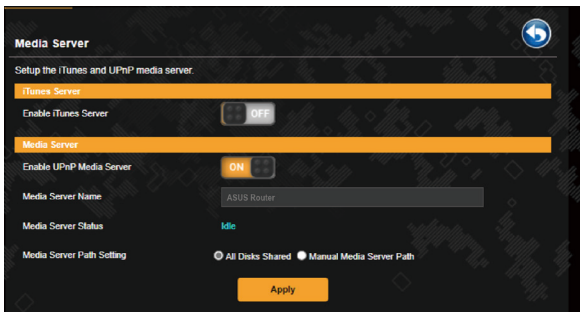 Media Server
Setup the iTunes and UPnP media server.
iTunes Server
Enable iTunes Server
OFF
Media Server
Enable UPnP Media Server
ON
Media Server Name
ASUS Router
Media Server Status
Idle
Media Server Path Setting
All Disks Shared Manual Media Server Path
Apply